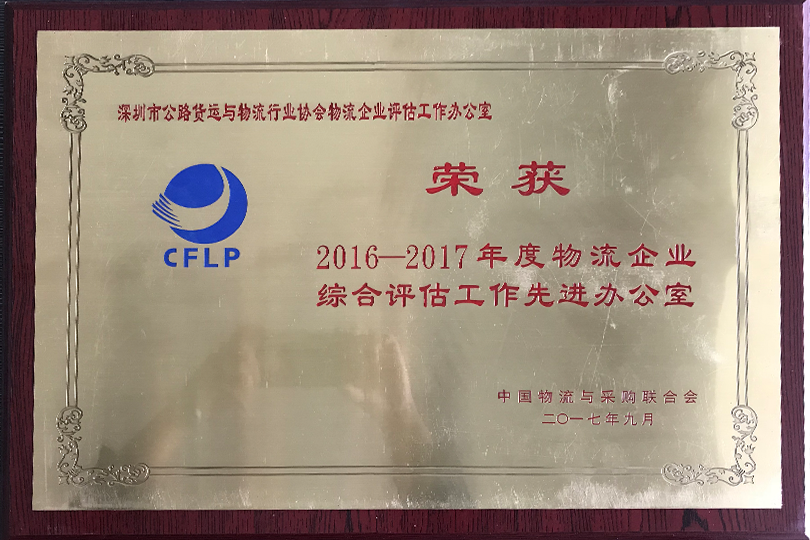 深圳市公路货运与物流行业协会物流企业评估工作办公室
荣获
CFLP
2016—2017年度物流企业
综合评估工作先进办公室
中国物流与采购联合会
二〇一七年九月